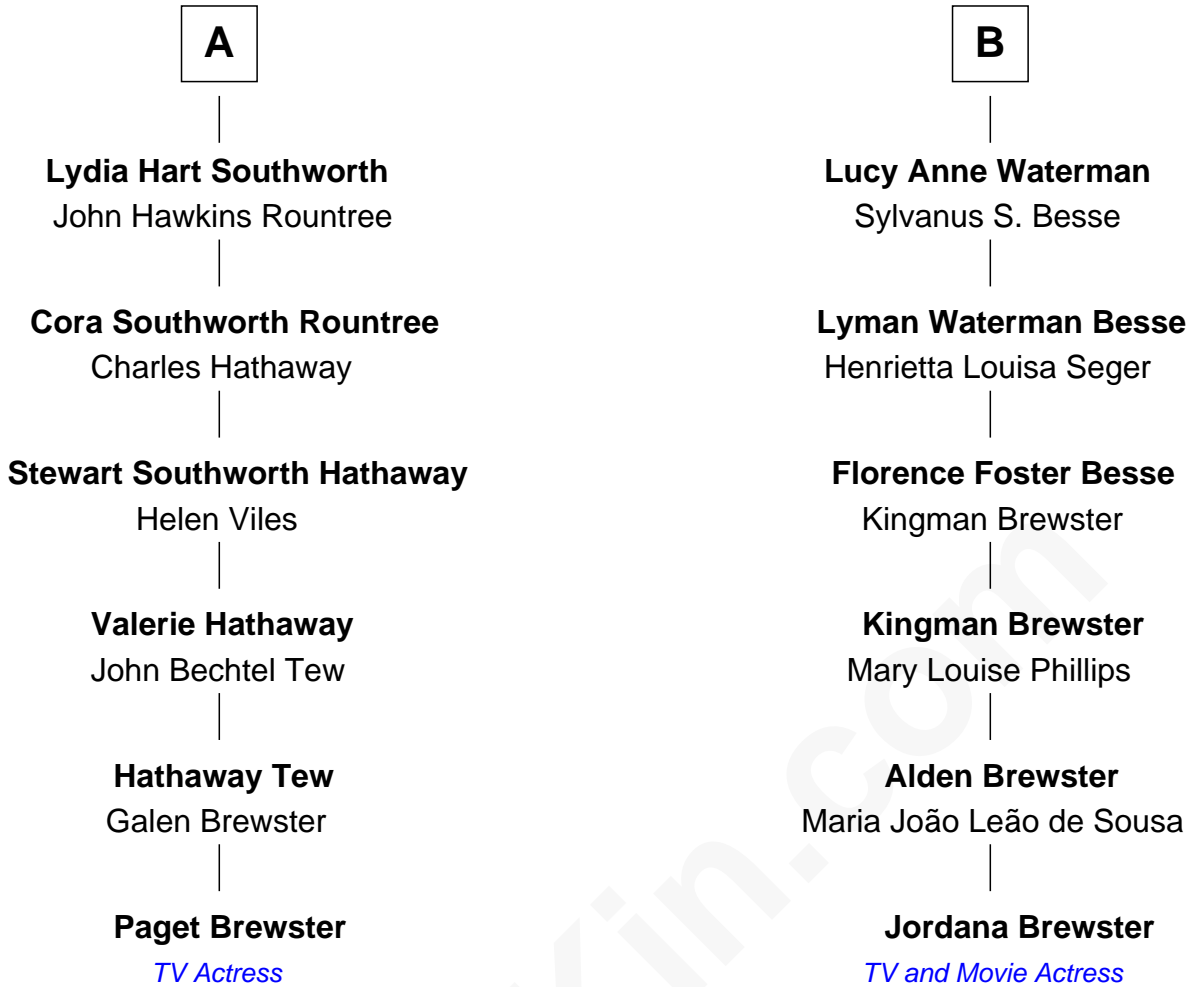 A
Lydia Hart Southworth
John Hawkins Rountree
Cora Southworth Rountree
Charles Hathaway
Stewart Southworth Hathaway
Helen Viles
Valerie Hathaway
John Bechtel Tew
Hathaway Tew
Galen Brewster
Paget Brewster
TV Actress
B
Lucy Anne Waterman
Sylvanus S. Besse
Lyman Waterman Besse
Henrietta Louisa Seger
Florence Foster Besse
Kingman Brewster
Kingman Brewster
Mary Louise Phillips
Alden Brewster
Maria João Leão de Sousa
Jordana Brewster
TV and Movie Actress
Kin.com